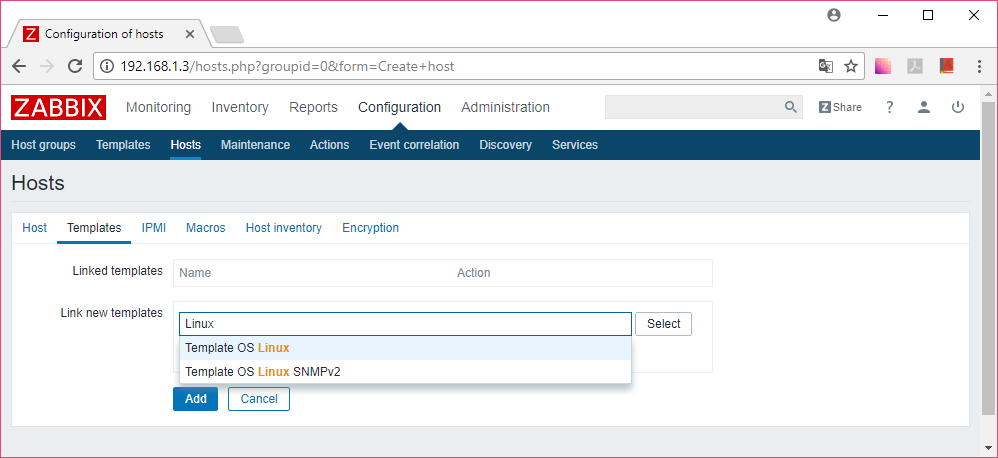 Z Configuration of hosts
192.168.1.3/hosts.php?groupid=0&form=Create+host
ZABBIX Monitoring Inventory Reports Configuration Administration Z Share ?
Host groups Templates Hosts Maintenance Actions Event correlation Discovery Services
Hosts
Host Templates IPMI Macros Host inventory Encryption
Linked templates Name Action
Link new templates
Linux Select
Template OS Linux
Template OS Linux SNMPv2
Add Cancel